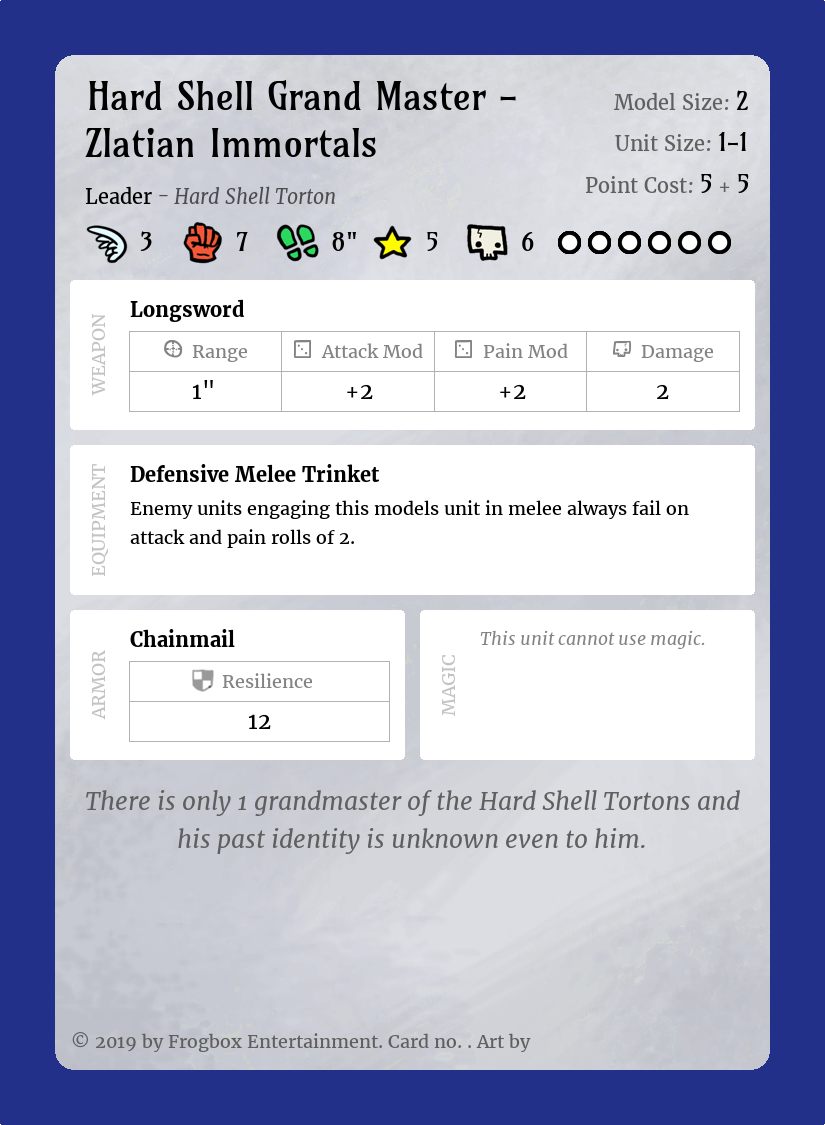 Hard Shell Grand Master –
Zlatian Immortals
Model Size: 2
Unit Size: 1–1
Point Cost: 5 + 5
Leader – Hard Shell Torton
3 7 8" 5 6
WEAPON
Longsword
Range Attack Mod Pain Mod Damage
1" +2 +2 2
EQUIPMENT
Defensive Melee Trinket
Enemy units engaging this models unit in melee always fail on
attack and pain rolls of 2.
ARMOR
Chainmail
Resilience
12
MAGIC
This unit cannot use magic.
There is only 1 grandmaster of the Hard Shell Tortons and
his past identity is unknown even to him.
© 2019 by Frogbox Entertainment. Card no. . Art by